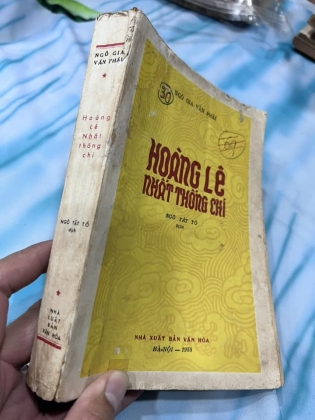 NGÔ GIA
VĂN PHÁI
Hoàng
Lê
Nhất
thống
chí
NGÔ TẤT TỐ
dịch
NHÀ
XUẤT
BẢN
VĂN HÓA
NGÔ GIA VĂN PHÁI
HOÀNG LÊ
NHẤT THỐNG CHÍ
NGÔ TẤT TỐ
dịch
NHÀ XUẤT BẢN VĂN HÓA
HÀ-NỘI — 1958